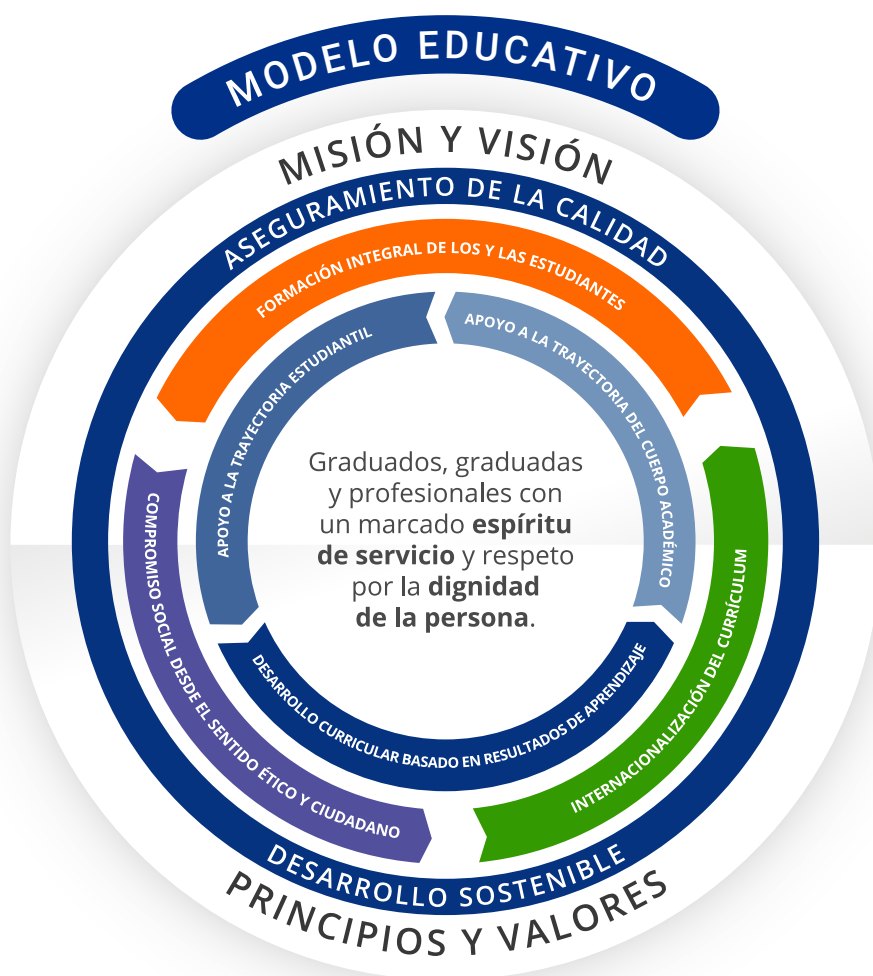 MODELO EDUCATIVO
MISIÓN Y VISIÓN
ASEGURAMIENTO DE LA CALIDAD
FORMACIÓN INTEGRAL DE LOS Y LAS ESTUDIANTES
APOYO A LA TRAYECTORIA ESTUDIANTIL
APOYO A LA TRAYECTORIA DEL CUERPO ACADÉMICO
Graduados, graduadas
y profesionales con
un marcado espíritu
de servicio y respeto
por la dignidad
de la persona.
COMPROMISO SOCIAL DESDE EL SENTIDO ÉTICO Y CIUDADANO
INTERNACIONALIZACIÓN DEL CURRÍCULUM
DESARROLLO CURRICULAR BASADO EN RESULTADOS DE APRENDIZAJE
DESARROLLO SOSTENIBLE
PRINCIPIOS Y VALORES